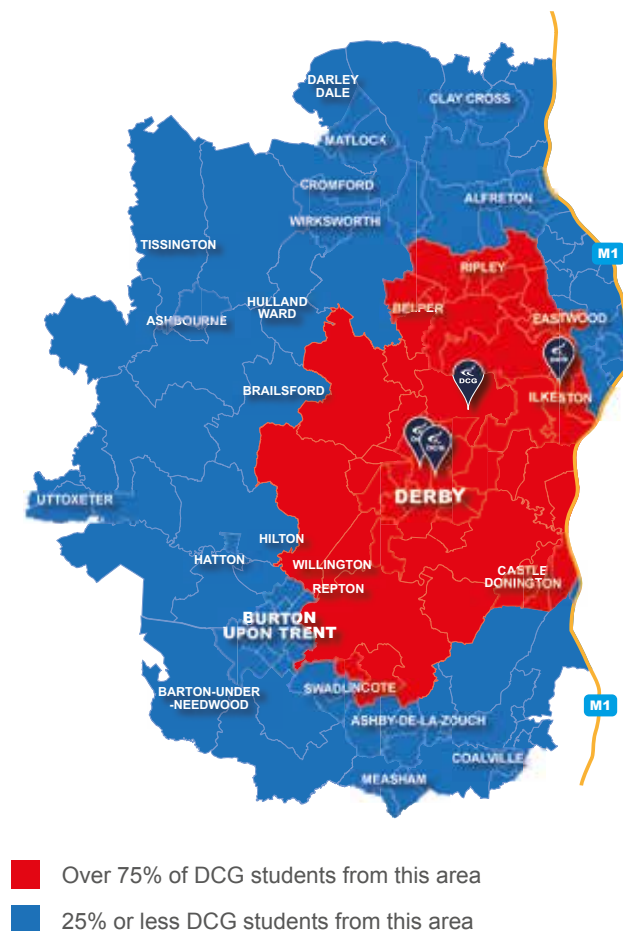 DARLEY
DALE
CLAY CROSS
MATLOCK
CROMFORD
ALFRETON
WIRKSWORTH
TISSINGTON
M1
RIPLEY
HULLAND
WARD
BELPER
EASTWOOD
ASHBOURNE
DCG
BRAILSFORD
ILKESTON
DERBY
UTTOXETER
HILTON
HATTON
WILLINGTON
CASTLE
DONINGTON
REPTON
BURTON
UPON TRENT
SWADLINCOTE
BARTON-UNDER
-NEEDWOOD
M1
ASHBY-DE-LA-ZOUCH
COALVILLE
MEASHAM
Over 75% of DCG students from this area
25% or less DCG students from this area